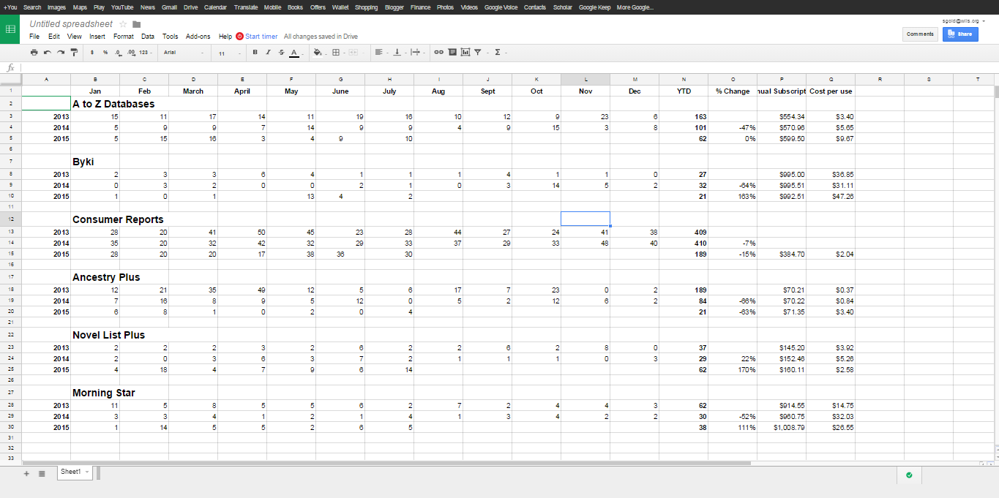 +You Search Images Maps Play YouTube News Gmail Drive Calendar Translate Mobile Books Offers Wallet Shopping Blogger Finance Photos Videos Google Voice Contacts Scholar Google Keep More Google...
Untitled spreadsheet
sgold@wils.org
File Edit View Insert Format Data Tools Add-ons Help Start timer All changes saved in Drive
Comments Share
$ % .0 .00 123 Arial 11 B I S A Σ
fx
A B C D E F G H I J K L M N O P Q R S T
1 Jan Feb March April May June July Aug Sept Oct Nov Dec YTD % Change nual Subscript Cost per use
2 A to Z Databases
3 2013 15 11 17 14 11 19 16 10 12 9 23 6 163 $554.34 $3.40
4 2014 5 9 9 7 14 9 9 4 9 15 3 8 101 -47% $570.96 $5.65
5 2015 5 15 16 3 4 9 10 62 0% $599.50 $9.67
6
7 Byki
8 2013 2 3 3 6 4 1 1 1 4 1 1 0 27 $995.00 $36.85
9 2014 0 3 2 0 0 2 1 0 3 14 5 2 32 -64% $995.51 $31.11
10 2015 1 0 1 13 4 2 21 163% $992.51 $47.26
11
12 Consumer Reports
13 2013 28 20 41 50 45 23 28 44 27 24 41 38 409
14 2014 35 20 32 42 32 29 33 37 29 33 48 40 410 -7%
15 2015 28 20 20 17 38 36 30 189 -15% $384.70 $2.04
16
17 Ancestry Plus
18 2013 12 21 35 49 12 5 6 17 7 23 0 2 189 $70.21 $0.37
19 2014 7 16 8 9 5 12 0 5 2 12 6 2 84 -66% $70.22 $0.84
20 2015 6 8 1 0 2 0 4 21 -63% $71.35 $3.40
21
22 Novel List Plus
23 2013 2 2 2 3 2 6 2 2 6 2 8 0 37 $145.20 $3.92
24 2014 2 0 3 6 3 7 2 1 1 1 0 3 29 22% $152.46 $5.26
25 2015 4 18 4 7 9 6 14 62 170% $160.11 $2.58
26
27 Morning Star
28 2013 11 5 8 5 5 6 2 7 2 4 4 3 62 $914.55 $14.75
29 2014 3 3 4 1 2 1 4 1 3 4 2 2 30 -52% $960.75 $32.03
30 2015 1 14 5 5 2 6 5 38 111% $1,008.79 $26.55
31
32
33
Sheet1